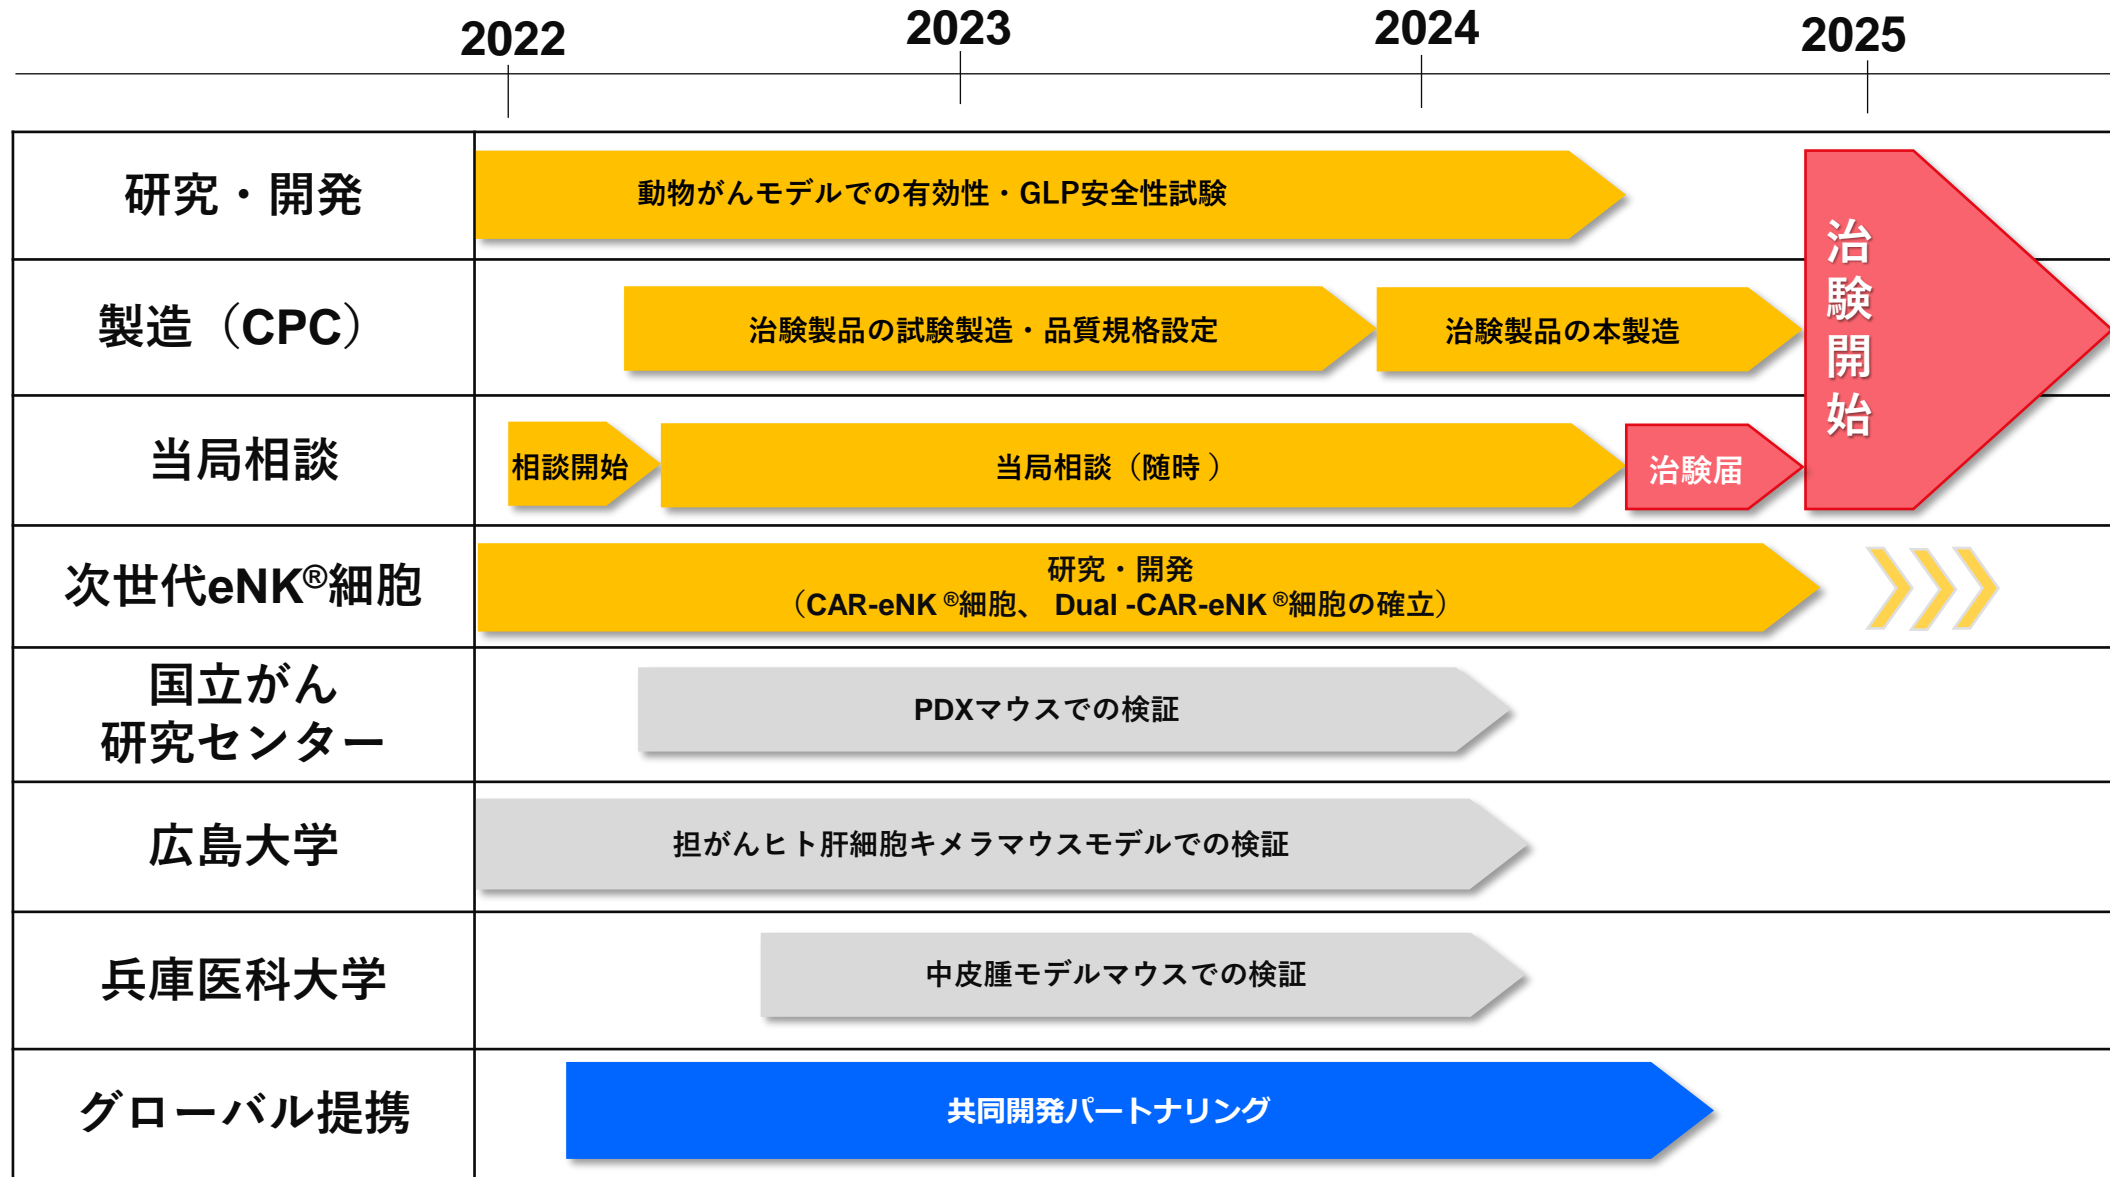 2022
2023
2024
2025
研究・開発
動物がんモデルでの有効性・GLP安全性試験
治
験
開
始
製造（CPC）
治験製品の試験製造・品質規格設定
治験製品の本製造
当局相談
相談開始
当局相談（随時 ）
治験届
次世代eNK®細胞
研究・開発
（CAR-eNK ®細胞、 Dual -CAR-eNK ®細胞の確立）
国立がん
研究センター
PDXマウスでの検証
広島大学
担がんヒト肝細胞キメラマウスモデルでの検証
兵庫医科大学
中皮腫モデルマウスでの検証
グローバル提携
共同開発パートナリング